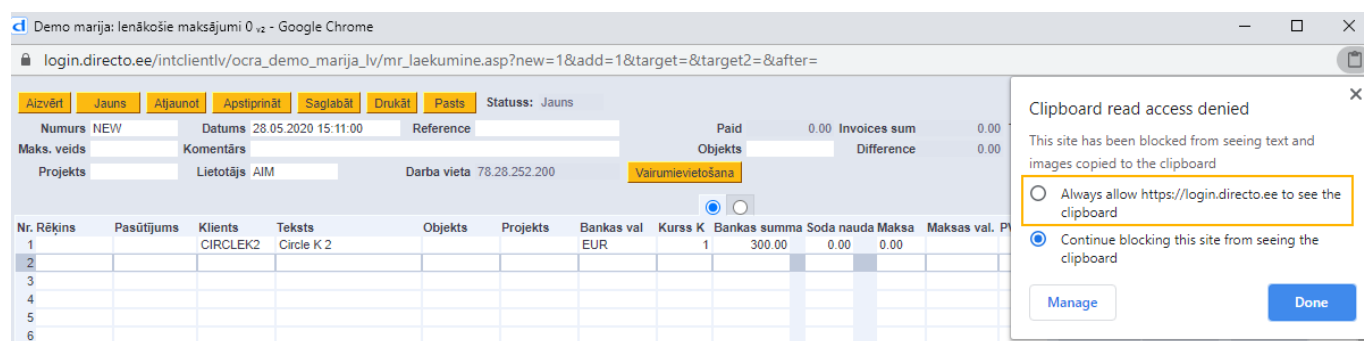 Demo marija: Ienākošie maksājumi 0 v2 - Google Chrome
login.directo.ee/intclientlv/ocra_demo_marija_lv/mr_laekumine.asp?new=1&add=1&target=&target2=&after=
Aizvērt Jauns Atjaunot Apstiprināt Saglabāt Drukāt Pasts Statuss: Jauns
Numurs NEW Datums 28.05.2020 15:11:00 Reference Paid 0.00 Invoices sum 0.00
Maks. veids Komentārs Objekts Difference 0.00
Projekts Lietotājs AIM Darba vieta 78.28.252.200 Vairumievietošana
Nr. Rēķins Pasūtījums Klients Teksts Objekts Projekts Bankas val Kurss K Bankas summa Soda nauda Maksa Maksas val.
1 CIRCLEK2 Circle K 2 EUR 1 300.00 0.00 0.00
2
3
4
5
6
Clipboard read access denied
This site has been blocked from seeing text and
images copied to the clipboard
Always allow https://login.directo.ee to see the
clipboard
Continue blocking this site from seeing the
clipboard
Manage Done